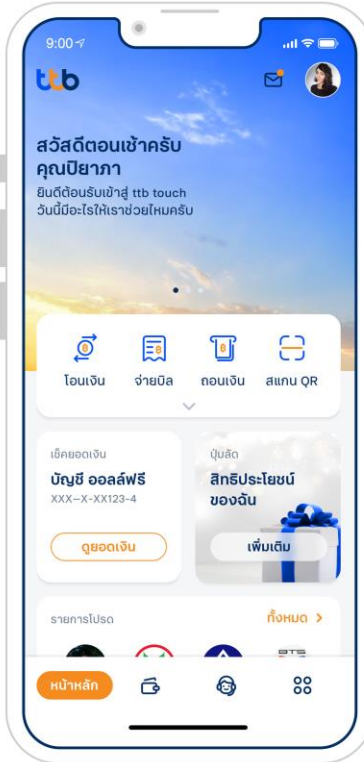 9:00
ttb
สวัสดีตอนเช้าครับ
คุณปิยาภา
ยินดีต้อนรับเข้าสู่ ttb touch
วันนี้มีอะไรให้เราช่วยไหมครับ
โอนเงิน
จ่ายบิล
ถอนเงิน
สแกน QR
เช็คยอดเงิน
บัญชี ออลล์ฟรี
XXX-X-XX123-4
ดูยอดเงิน
ปุ่มลัด
สิทธิประโยชน์
ของฉัน
เพิ่มเติม
รายการโปรด
ทั้งหมด >
BTS
หน้าหลัก